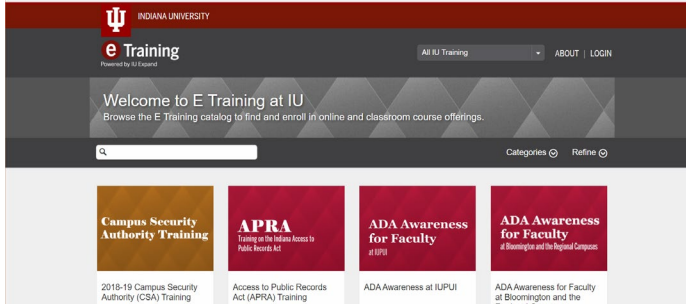 INDIANA UNIVERSITY
e Training
Powered by IU Expand
All IU Training
ABOUT | LOGIN
Welcome to E Training at IU
Browse the E Training catalog to find and enroll in online and classroom course offerings.
Categories
Refine
Campus Security
Authority Training
APRA
Training on the Indiana Access to
Public Records Act
ADA Awareness
for Faculty
at IUPUI
ADA Awareness
for Faculty
at Bloomington and the Regional Campuses
2018-19 Campus Security
Authority (CSA) Training
Access to Public Records
Act (APRA) Training
ADA Awareness at IUPUI
ADA Awareness for Faculty
at Bloomington and the